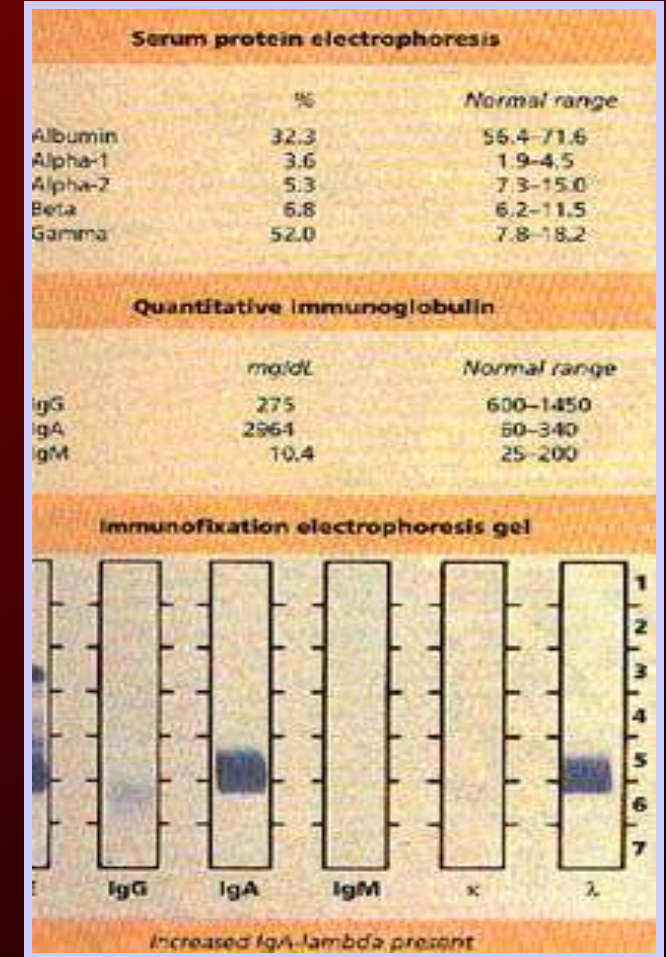 Serum protein electrophoresis
% Normal range
Albumin 32.3 56.4–71.6
Alpha-1 3.6 1.9–4.5
Alpha-2 5.3 7.3–15.0
Beta 6.8 6.2–11.5
Gamma 52.0 7.8–18.2
Quantitative immunoglobulin
mg/dL Normal range
IgG 275 600–1450
IgA 2964 60–340
IgM 10.4 25–200
Immunofixation electrophoresis gel
1
2
3
4
5
6
7
IgG IgA IgM κ λ
Increased IgA-lambda present